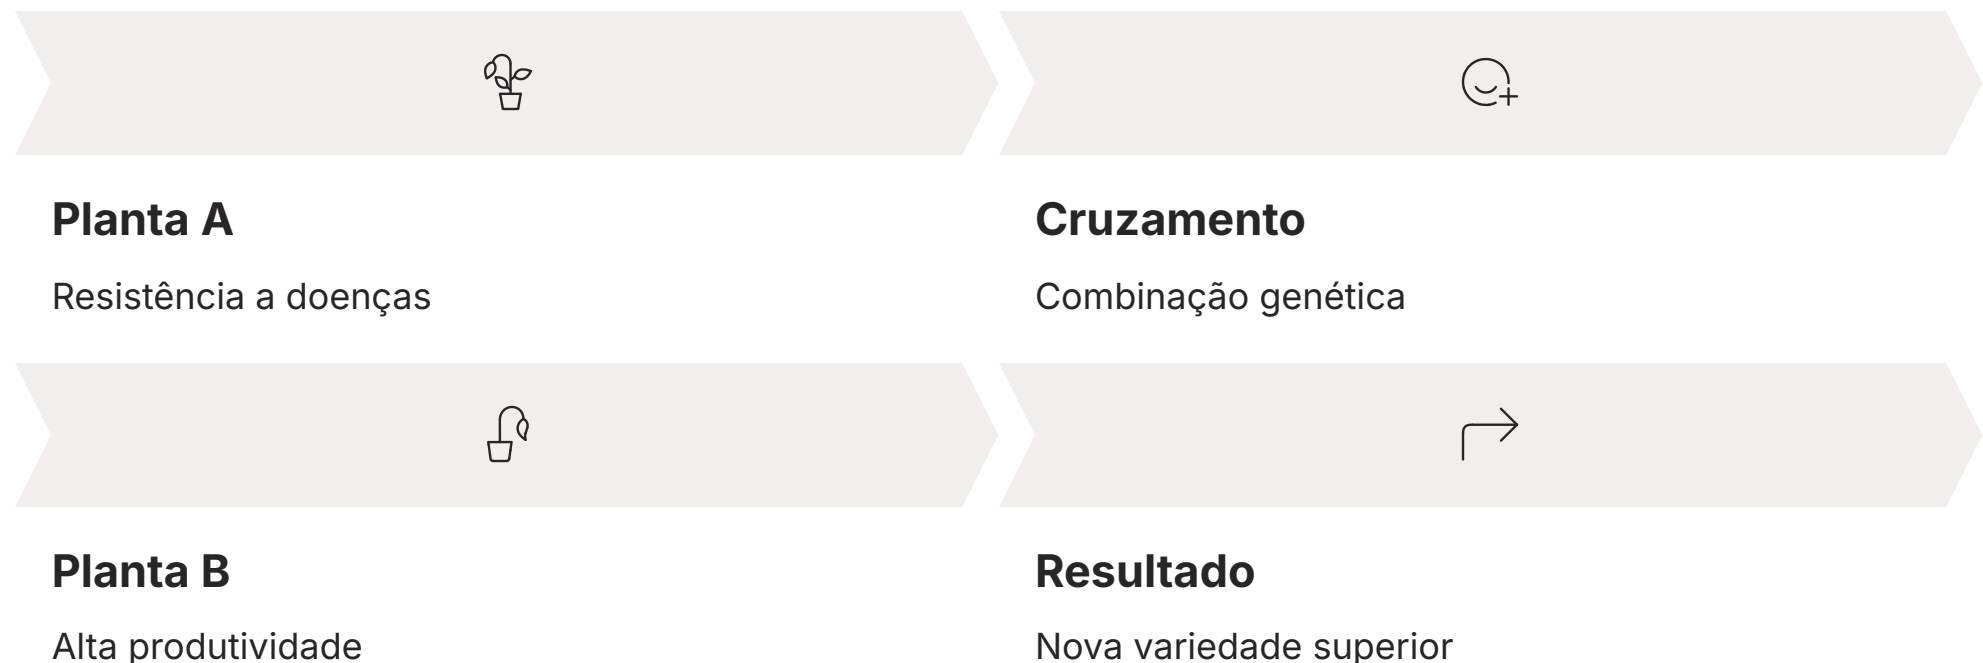 Planta A
Resistência a doenças
Cruzamento
Combinação genética
Planta B
Alta produtividade
Resultado
Nova variedade superior